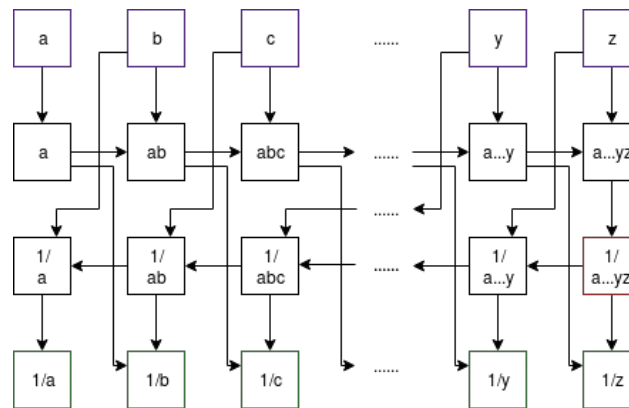 a b c ...... y z
a ab abc ...... a...y a...yz
......
1/ 1/ 1/ ...... 1/ 1/
a ab abc a...y a...yz
1/a 1/b 1/c ...... 1/y 1/z